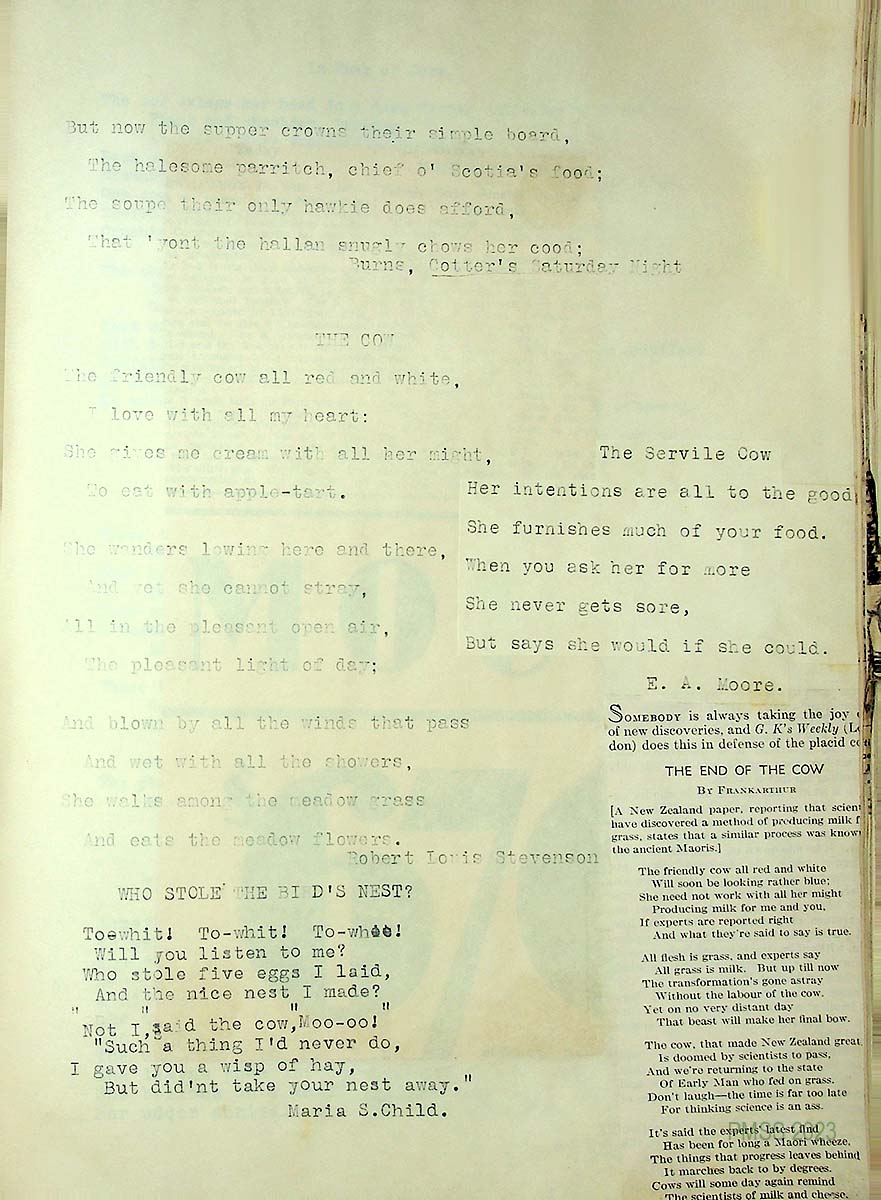 But now the supper crowns their simple board,
The halesome parritch, chief o' Scotia's food;
The soupe their only hawkie does afford,
That 'yont the hallan snugly chows her cood;
Burns, Cotter's Saturday Night
THE COW
The friendly cow all red and white,
I love with all my heart:
She gives me cream with all her might,
To eat with apple-tart.
She wanders lowing here and there,
And yet she cannot stray,
All in the pleasant open air,
The pleasant light of day;
And blown by all the winds that pass
And wet with all the showers,
She walks among the meadow grass
And eats the meadow flowers.
Robert Louis Stevenson
WHO STOLE THE BI D'S NEST?
To-whit! To-whit! To-whee!
Will you listen to me?
Who stole five eggs I laid,
And the nice nest I made?
" " " "
Not I, said the cow,Moo-oo!
"Such a thing I'd never do,
I gave you a wisp of hay,
But did'nt take your nest away."
Maria S.Child.
The Servile Cow
Her intentions are all to the good
She furnishes much of your food.
When you ask her for more
She never gets sore,
But says she would if she could.
E. A. Moore.
SOMEBODY is always taking the joy
of new discoveries, and G. K's Weekly (Lo
don) does this in defense of the placid co
THE END OF THE COW
BY FRANKARTHUR
[A New Zealand paper, reporting that scien
have discovered a method of producing milk f
grass, states that a similar process was know
the ancient Maoris.]
The friendly cow all red and white
Will soon be looking rather blue;
She need not work with all her might
Producing milk for me and you,
If experts are reported right
And what they're said to say is true.
All flesh is grass, and experts say
All grass is milk. But up till now
The transformation's gone astray
Without the labour of the cow.
Yet on no very distant day
That beast will make her final bow.
The cow, that made New Zealand great,
Is doomed by scientists to pass,
And we're returning to the state
Of Early Man who fed on grass.
Don't laugh—the time is far too late
For thinking science is an ass.
It's said the experts' latest find
Has been for long a Maori wheeze.
The things that progress leaves behind
It marches back to by degrees.
Cows will some day again remind
The scientists of milk and cheese.
PMSS 2023